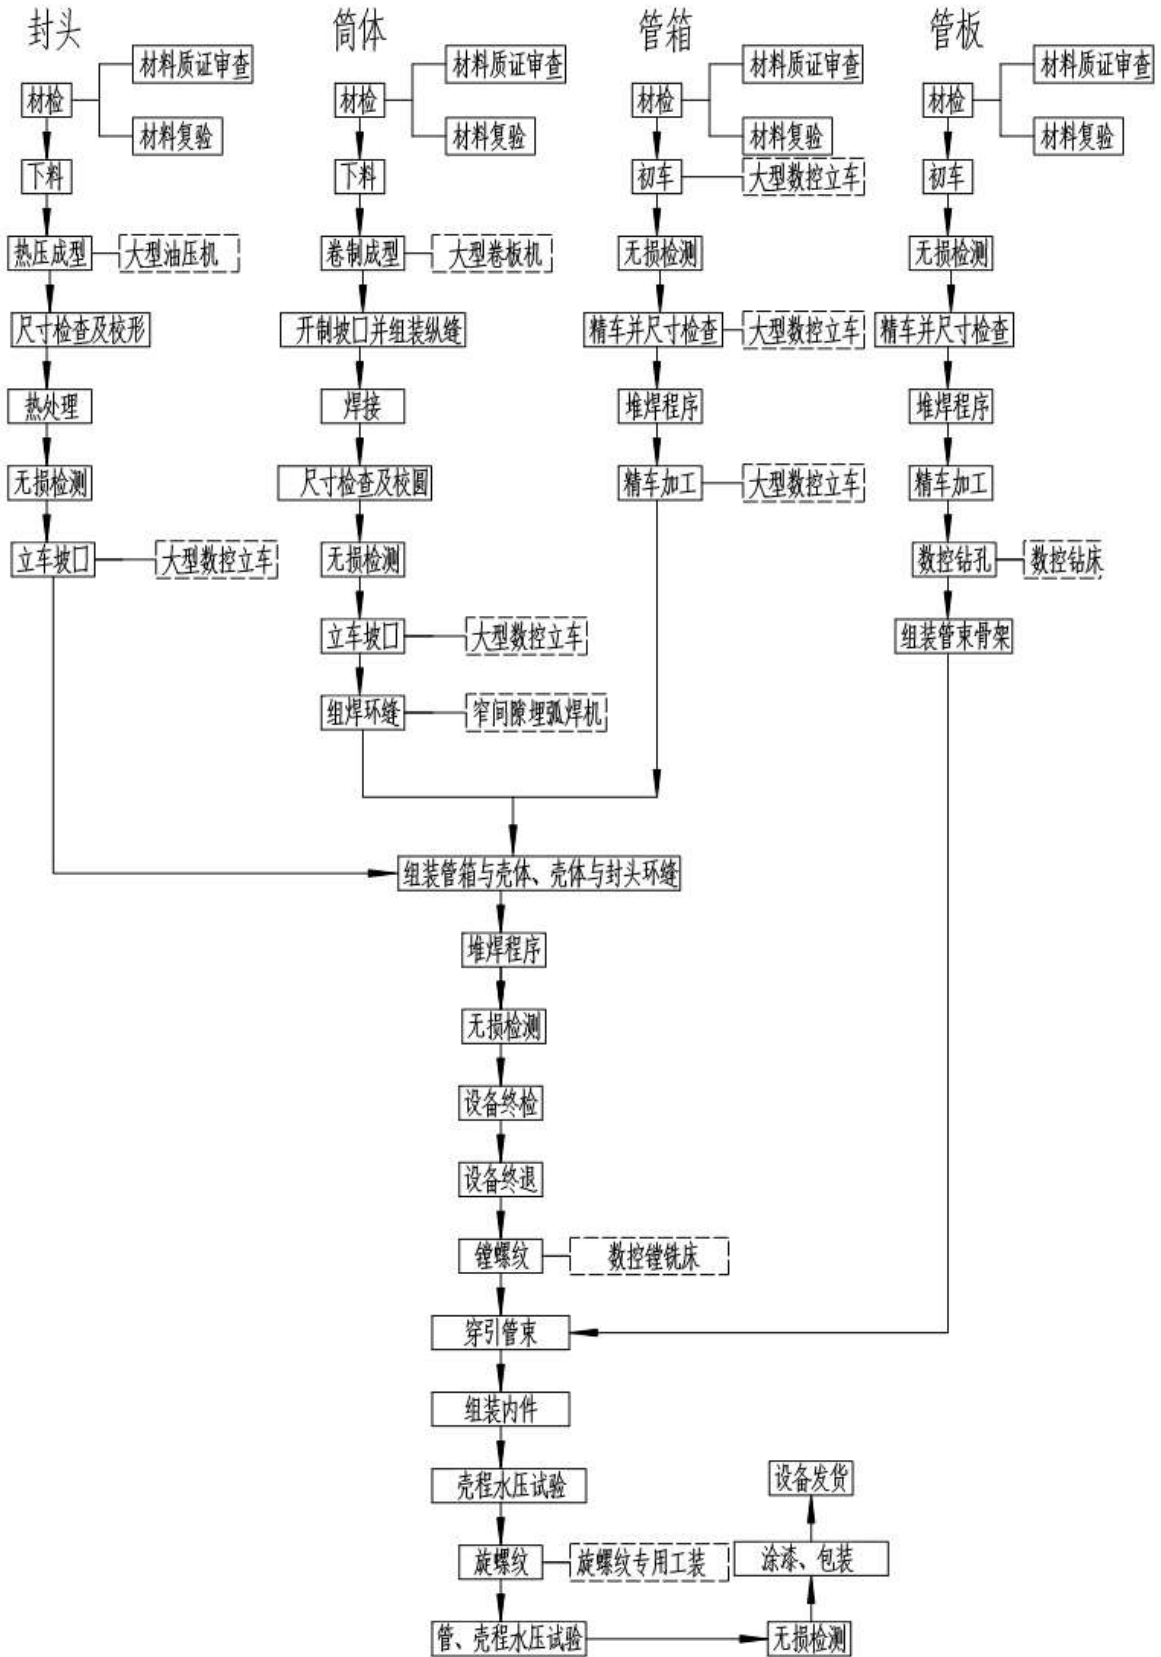 封头
筒体
管箱
管板
材料质证审查
材料质证审查
材料质证审查
材料质证审查
材检
材检
材检
材检
材料复验
材料复验
材料复验
材料复验
下料
下料
初车
大型数控立车
初车
热压成型
大型油压机
卷制成型
大型卷板机
无损检测
无损检测
尺寸检查及校形
开制坡口并组装纵缝
精车并尺寸检查
大型数控立车
精车并尺寸检查
热处理
焊接
堆焊程序
堆焊程序
无损检测
尺寸检查及校圆
精车加工
大型数控立车
精车加工
立车坡口
大型数控立车
无损检测
数控钻孔
数控钻床
立车坡口
大型数控立车
组装管束骨架
组焊环缝
窄间隙埋弧焊机
组装管箱与壳体、壳体与封头环缝
堆焊程序
无损检测
设备终检
设备终退
镗螺纹
数控镗铣床
穿引管束
组装内件
壳程水压试验
设备发货
旋螺纹
旋螺纹专用工装
涂漆、包装
管、壳程水压试验
无损检测